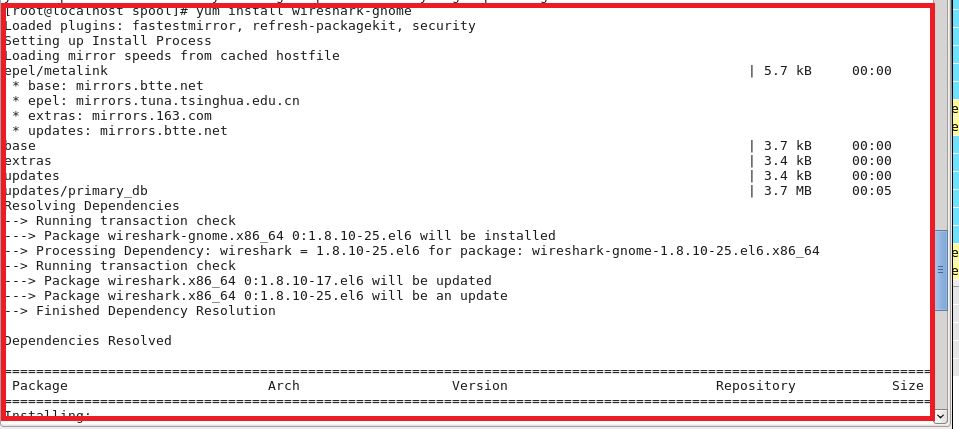 [root@localhost spool]# yum install wireshark-gnome
Loaded plugins: fastestmirror, refresh-packagekit, security
Setting up Install Process
Loading mirror speeds from cached hostfile
epel/metalink | 5.7 kB 00:00
* base: mirrors.btte.net
* epel: mirrors.tuna.tsinghua.edu.cn
* extras: mirrors.163.com
* updates: mirrors.btte.net
base | 3.7 kB 00:00
extras | 3.4 kB 00:00
updates | 3.4 kB 00:00
updates/primary_db | 3.7 MB 00:05
Resolving Dependencies
--> Running transaction check
---> Package wireshark-gnome.x86_64 0:1.8.10-25.el6 will be installed
--> Processing Dependency: wireshark = 1.8.10-25.el6 for package: wireshark-gnome-1.8.10-25.el6.x86_64
--> Running transaction check
---> Package wireshark.x86_64 0:1.8.10-17.el6 will be updated
---> Package wireshark.x86_64 0:1.8.10-25.el6 will be an update
--> Finished Dependency Resolution
Dependencies Resolved
Package Arch Version Repository Size
Installing: